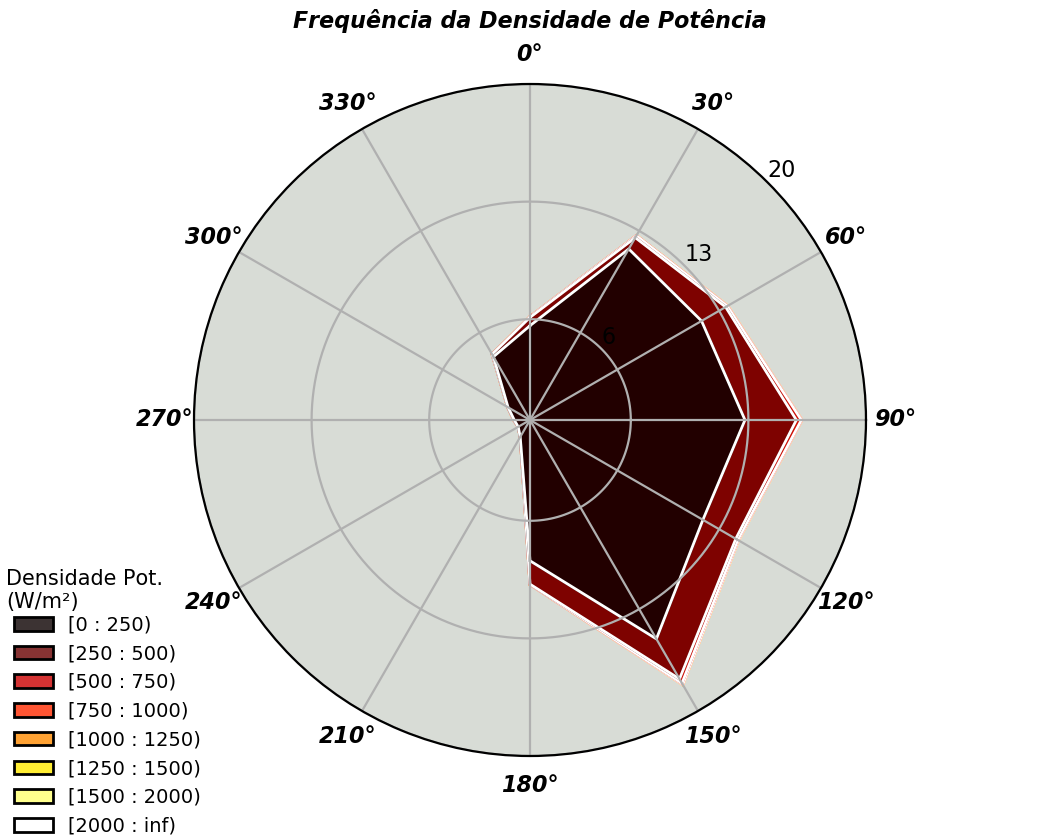 Frequência da Densidade de Potência
0°
330°
30°
20
300°
60°
13
6
270°
90°
240°
120°
210°
150°
180°
Densidade Pot.
(W/m²)
[0 : 250)
[250 : 500)
[500 : 750)
[750 : 1000)
[1000 : 1250)
[1250 : 1500)
[1500 : 2000)
[2000 : inf)